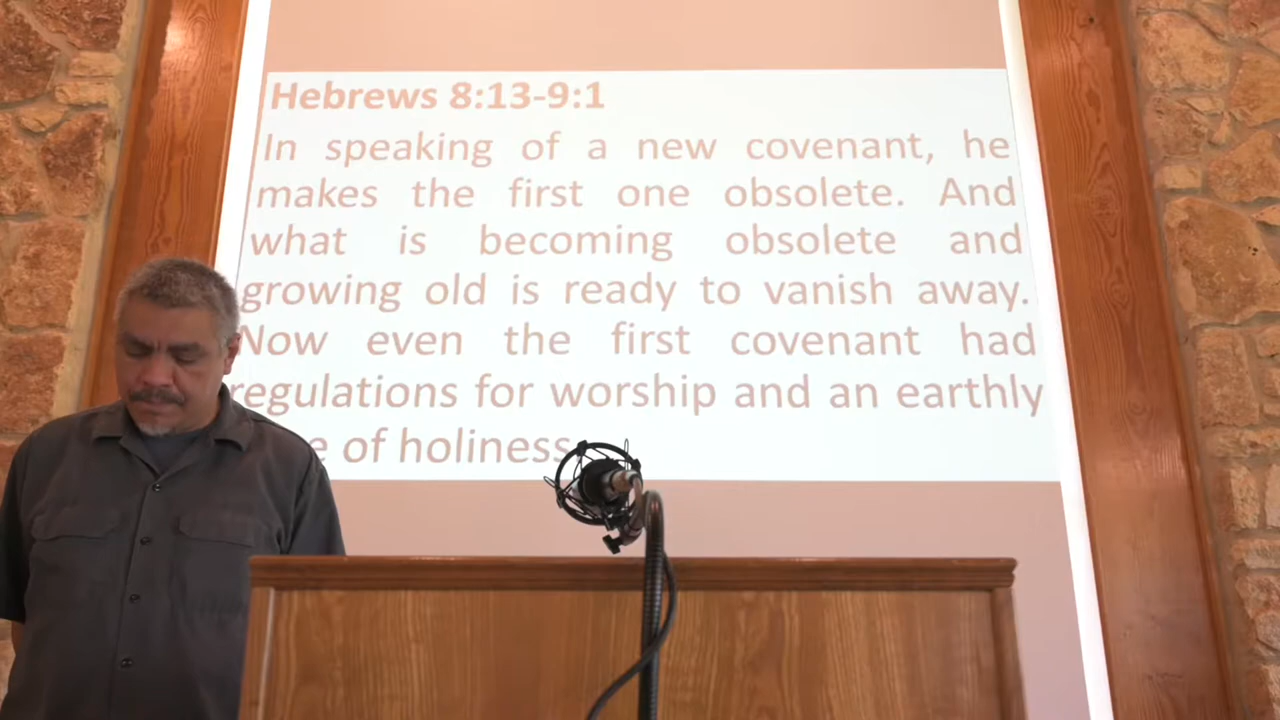 Hebrews 8:13-9:1
In speaking of a new covenant, he
makes the first one obsolete. And
what is becoming obsolete and
growing old is ready to vanish away.
Now even the first covenant had
regulations for worship and an earthly
of holiness